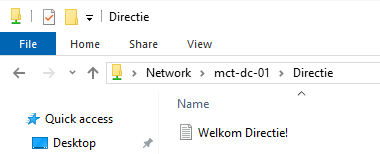 Directie
File Home Share View
Network mct-dc-01 Directie
Name
Quick access
Welkom Directie!
Desktop